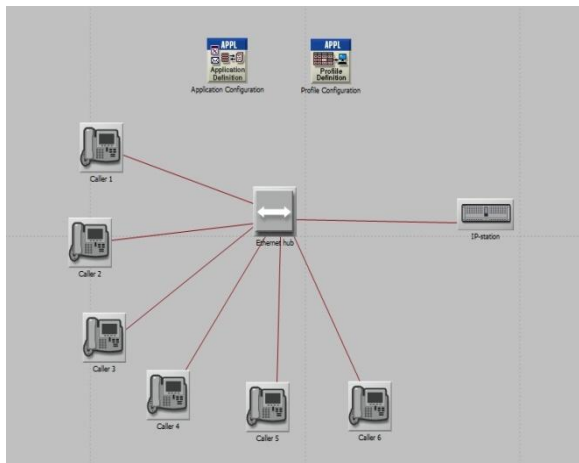 APPL
Application
Definition
Application Configuration
APPL
Profile
Definition
Profile Configuration
Caller 1
Ethernet hub
IP-station
Caller 2
Caller 3
Caller 4
Caller 5
Caller 6